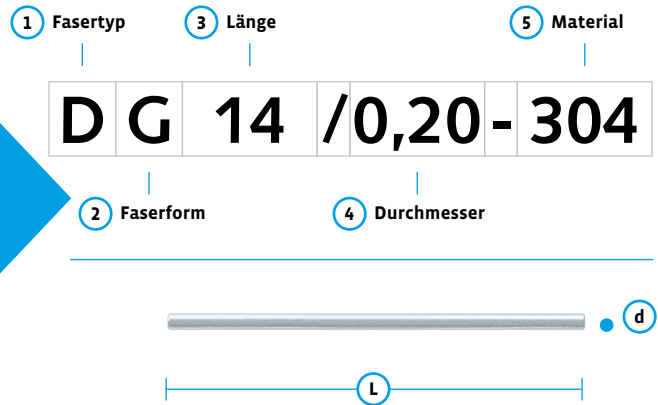 1 Fasertyp 3 Länge 5 Material
D G 14 /0,20 - 304
2 Faserform 4 Durchmesser
d
L